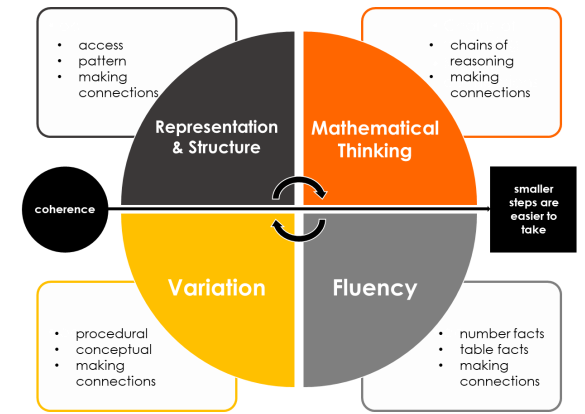 • access
• pattern
• making
connections
• chains of
reasoning
• making
connections
Representation
& Structure
Mathematical
Thinking
coherence
smaller
steps are
easier to
take
Variation
Fluency
• procedural
• conceptual
• making
connections
• number facts
• table facts
• making
connections